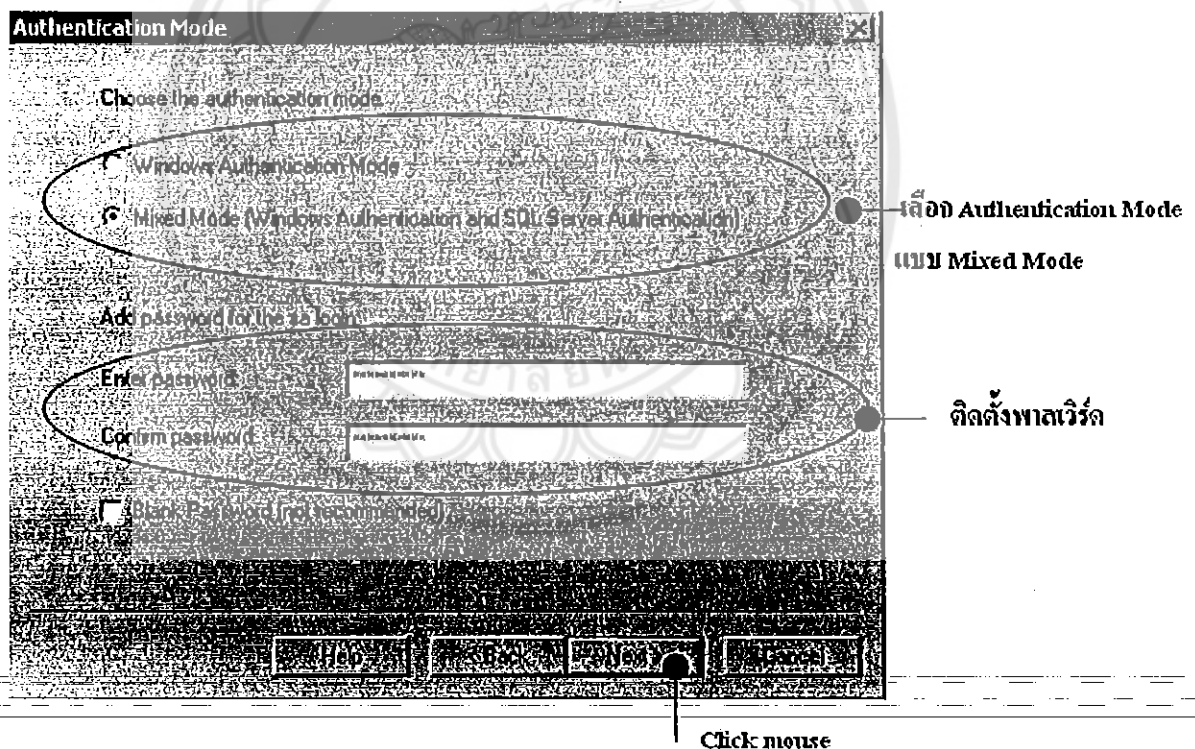 Authentication Mode
Choose the authentication mode.
Windows Authentication Mode
Mixed Mode (Windows Authentication and SQL Server Authentication)
เลือก Authentication Mode
แบบ Mixed Mode
Add password for the sa login:
Enter password:
ติดตั้งพาสเวิร์ด
Confirm password:
Blank Password (not recommended)
Help
< Back
Next >
Cancel
Click mouse